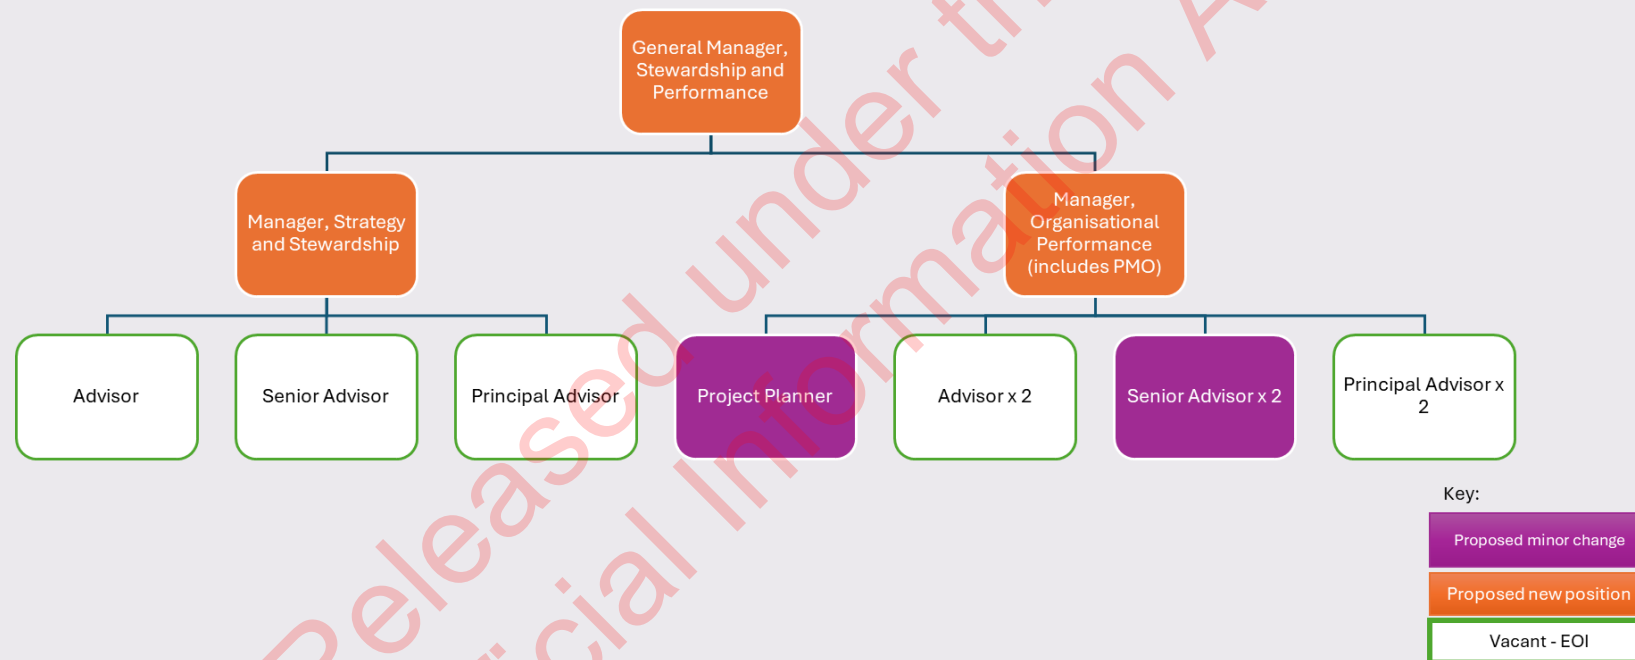 General Manager,
Stewardship and
Performance
Manager, Strategy
and Stewardship
Manager,
Organisational
Performance
(includes PMO)
Advisor
Senior Advisor
Principal Advisor
Project Planner
Advisor x 2
Senior Advisor x 2
Principal Advisor x
2
Key:
Proposed minor change
Proposed new position
Vacant - EOI
Released under th
icial Information A